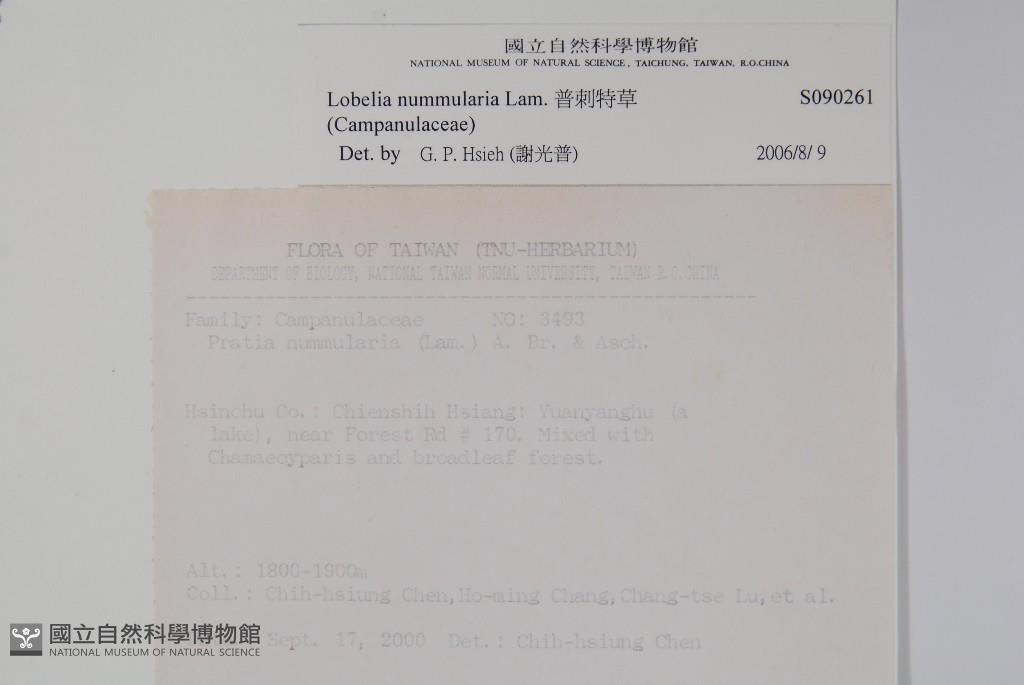 國立自然科學博物館
NATIONAL MUSEUM OF NATURAL SCIENCE, TAICHUNG, TAIWAN, R.O.CHINA
Lobelia nummularia Lam. 普刺特草 S090261
(Campanulaceae)
Det. by G. P. Hsieh (謝光普) 2006/8/ 9
FLORA OF TAIWAN (TNU-HERBARIUM)
DEPARTMENT OF BIOLOGY, NATIONAL TAIWAN NORMAL UNIVERSITY, TAIWAN R.O.CHINA
Family: Campanulaceae NO: 3493
Pratia nummularia (Lam.) A. Br. & Asch.
Hsinchu Co.: Chienshih Hsiang: Yuanyanghu (a
lake), near Forest Rd # 170. Mixed with
Chamaecyparis and broadleaf forest.
Alt.: 1800-1900m
Coll.: Chih-hsiung Chen,Ho-ming Chang,Chang-tse Lu,et al.
Sept. 17, 2000 Det.: Chih-hsiung Chen
國立自然科學博物館
NATIONAL MUSEUM OF NATURAL SCIENCE